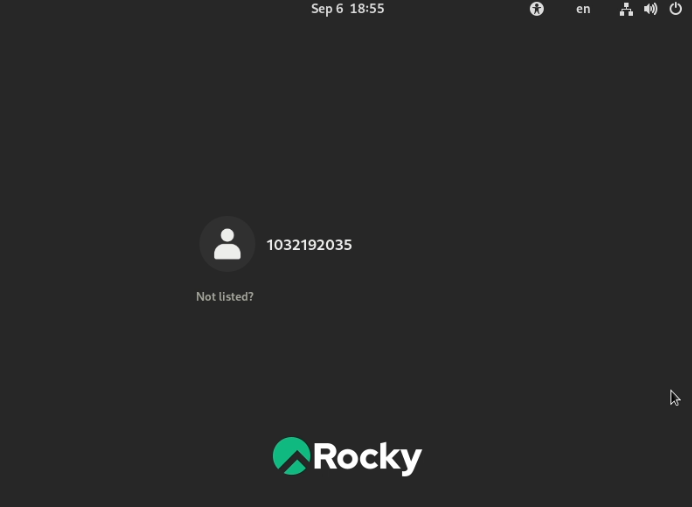 Sep 6 18:55
en
1032192035
Not listed?
Rocky